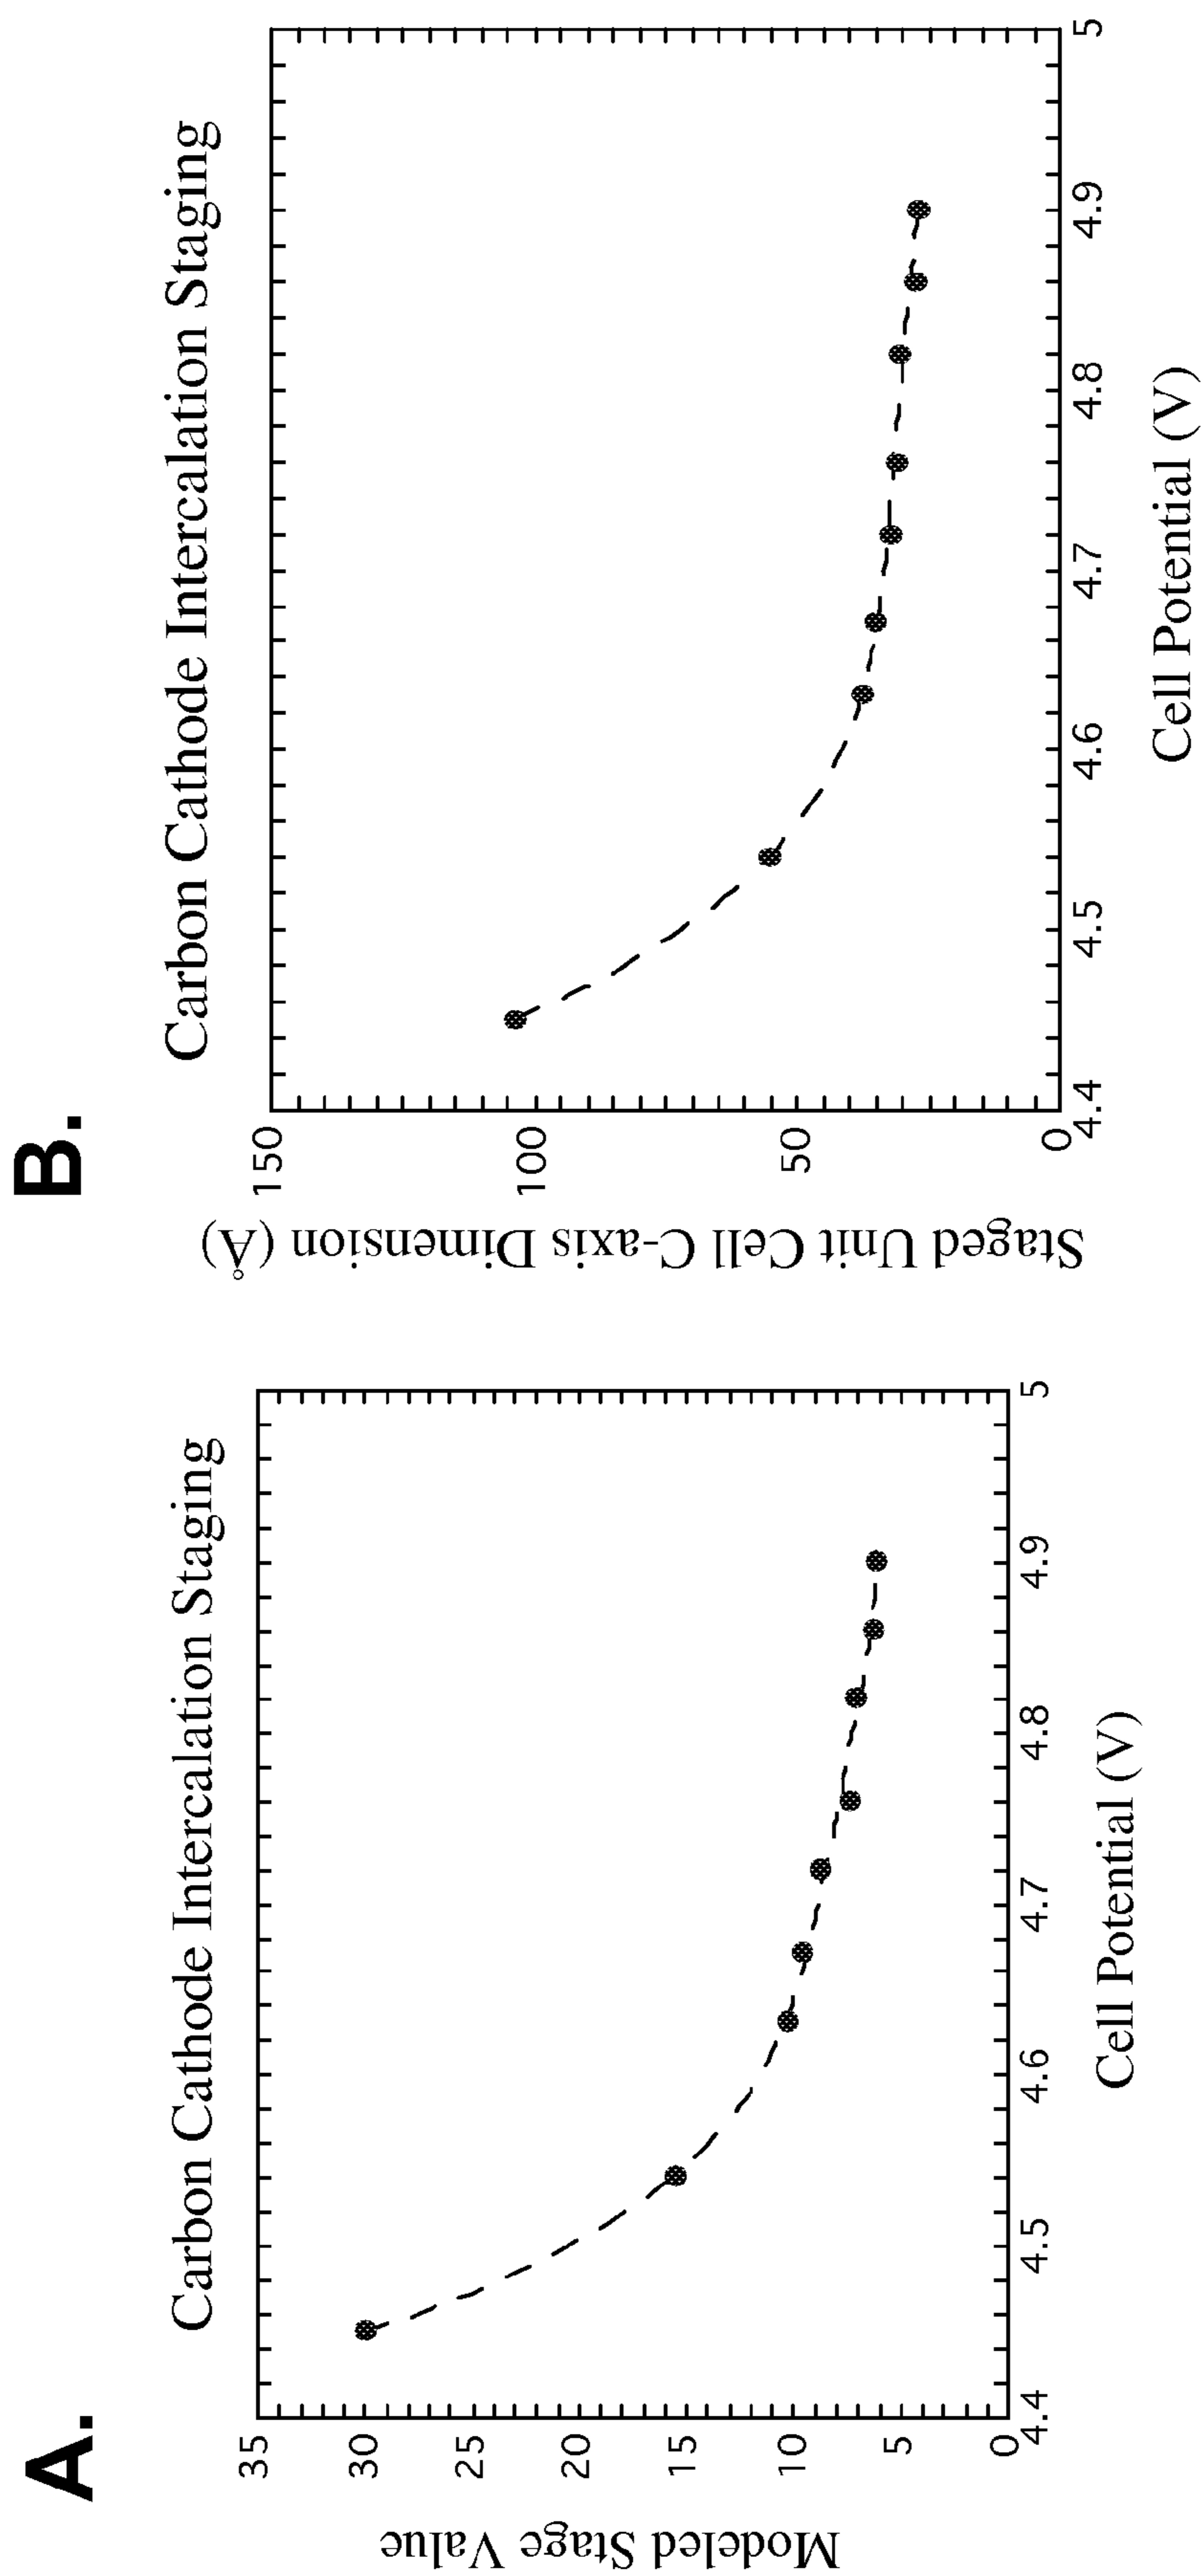 A.
Carbon Cathode Intercalation Staging
Modeled Stage Value
35
30
25
20
15
10
5
0
4.4 4.5 4.6 4.7 4.8 4.9 5
Cell Potential (V)
B.
Carbon Cathode Intercalation Staging
Staged Unit Cell C-axis Dimension (Å)
150
100
50
0
4.4 4.5 4.6 4.7 4.8 4.9 5
Cell Potential (V)